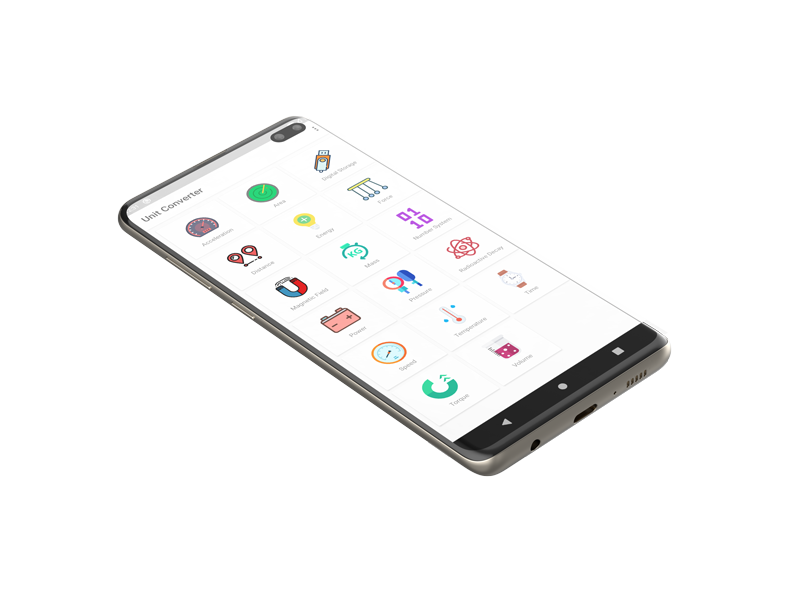 Unit Converter
Acceleration
Area
Digital Storage
Distance
Energy
Force
Magnetic Field
Mass
KG
Number System
01
10
Power
Pressure
Radioactive Decay
Speed
Temperature
Time
Torque
Volume